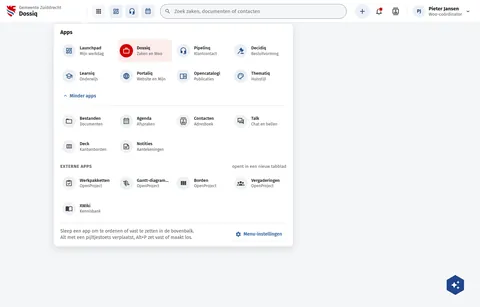 Gemeente Zuiddrecht
Dossiq
Zoek zaken, documenten of contacten
Pieter Jansen
Woo-coördinator
Apps
Launchpad
Mijn werkdag
Dossiq
Zaken en Woo
Pipelinq
Klantcontact
Decidiq
Besluitvorming
Learniq
Onderwijs
Portaliq
Website en Mijn
Opencatalogi
Publicaties
Thematiq
Huisstijl
Minder apps
Bestanden
Documenten
Agenda
Afspraken
Contacten
Adresboek
Talk
Chat en bellen
Deck
Kanbanborden
Notities
Aantekeningen
EXTERNE APPS
opent in een nieuw tabblad
Werkpakketten
OpenProject
Gantt-diagram...
OpenProject
Borden
OpenProject
Vergaderingen
OpenProject
XWiki
Kennisbank
Sleep een app om te ordenen of vast te zetten in de bovenbalk.
Alt met een pijltjestoets verplaatst, Alt+P zet vast of maakt los.
Menu-instellingen